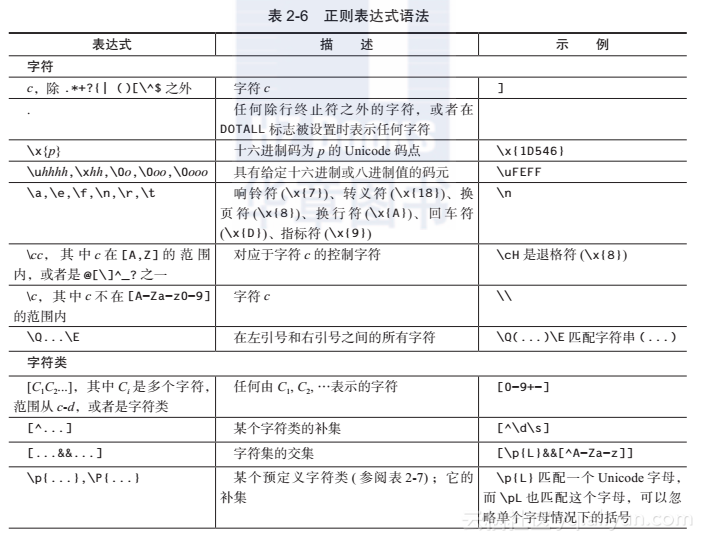 表 2-6 正则表达式语法
表达式 描 述 示 例
字符
c，除 .*+?{| ()[\^$ 之外 字符 c ]
. 任何除行终止符之外的字符，或者在
DOTALL 标志被设置时表示任何字符
\x{p} 十六进制码为 p 的 Unicode 码点 \x{1D546}
\uhhhh,\xhh,\0o,\0oo,\0ooo 具有给定十六进制或八进制值的码元 \uFEFF
\a,\e,\f,\n,\r,\t 响铃符 (\x{7})、转义符 (\x{1B})、换 \n
页符 (\x{B})、换行符 (\x{A})、回车符
(\x{D})、指标符 (\x{9})
\cc，其中 c 在 [A,Z] 的范围 对应于字符 c 的控制字符 \cH 是退格符 (\x{8})
内，或者是 @[\]^_? 之一
\c，其中 c 不在 [A-Za-z0-9] 字符 c \\
的范围内
\Q...\E 在左引号和右引号之间的所有字符 \Q(...)\E 匹配字符串 (...)
字符类
[C1C2...]，其中 Ci 是多个字符， 任何由 C1, C2, …表示的字符 [0-9+-]
范围从 c-d，或者是字符类
[^...] 某个字符类的补集 [^\d\s]
[...&&...] 字符集的交集 [\p{L}&&[^A-Za-z]]
\p{...},\P{...} 某个预定义字符类 ( 参阅表 2-7)；它的 \p{L} 匹配一个 Unicode 字母，
补集 而 \pL 也匹配这个字母，可以忽
略单个字母情况下的括号